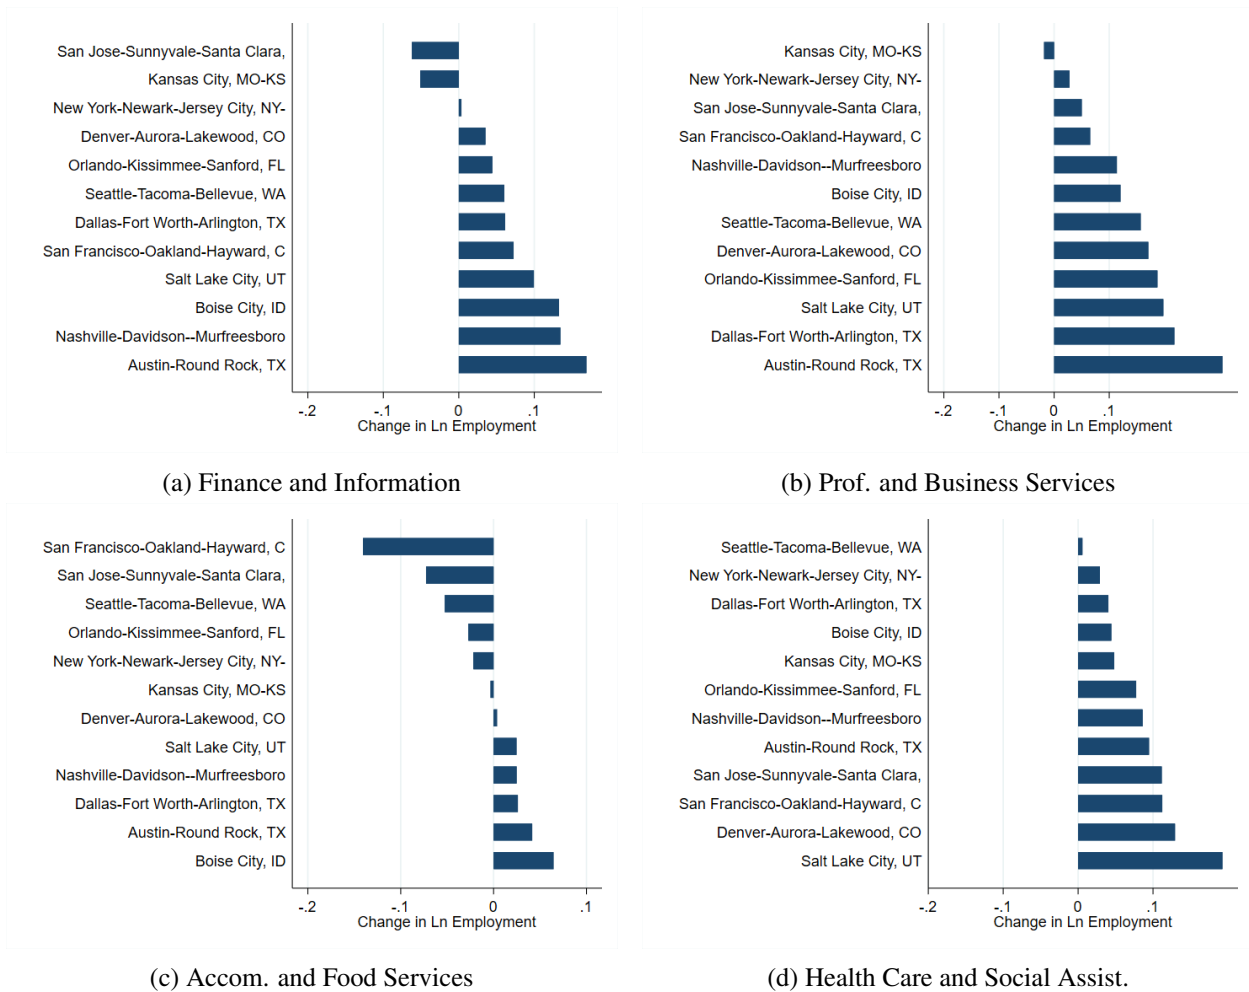 San Jose-Sunnyvale-Santa Clara,
Kansas City, MO-KS
New York-Newark-Jersey City, NY-
Denver-Aurora-Lakewood, CO
Orlando-Kissimmee-Sanford, FL
Seattle-Tacoma-Bellevue, WA
Dallas-Fort Worth-Arlington, TX
San Francisco-Oakland-Hayward, C
Salt Lake City, UT
Boise City, ID
Nashville-Davidson--Murfreesboro
Austin-Round Rock, TX
-.2 -.1 0 .1
Change in Ln Employment
(a) Finance and Information
Kansas City, MO-KS
New York-Newark-Jersey City, NY-
San Jose-Sunnyvale-Santa Clara,
San Francisco-Oakland-Hayward, C
Nashville-Davidson--Murfreesboro
Boise City, ID
Seattle-Tacoma-Bellevue, WA
Denver-Aurora-Lakewood, CO
Orlando-Kissimmee-Sanford, FL
Salt Lake City, UT
Dallas-Fort Worth-Arlington, TX
Austin-Round Rock, TX
-.2 -.1 0 .1
Change in Ln Employment
(b) Prof. and Business Services
San Francisco-Oakland-Hayward, C
San Jose-Sunnyvale-Santa Clara,
Seattle-Tacoma-Bellevue, WA
Orlando-Kissimmee-Sanford, FL
New York-Newark-Jersey City, NY-
Kansas City, MO-KS
Denver-Aurora-Lakewood, CO
Salt Lake City, UT
Nashville-Davidson--Murfreesboro
Dallas-Fort Worth-Arlington, TX
Austin-Round Rock, TX
Boise City, ID
-.2 -.1 0 .1
Change in Ln Employment
(c) Accom. and Food Services
Seattle-Tacoma-Bellevue, WA
New York-Newark-Jersey City, NY-
Dallas-Fort Worth-Arlington, TX
Boise City, ID
Kansas City, MO-KS
Orlando-Kissimmee-Sanford, FL
Nashville-Davidson--Murfreesboro
Austin-Round Rock, TX
San Jose-Sunnyvale-Santa Clara,
San Francisco-Oakland-Hayward, C
Denver-Aurora-Lakewood, CO
Salt Lake City, UT
-.2 -.1 0 .1
Change in Ln Employment
(d) Health Care and Social Assist.